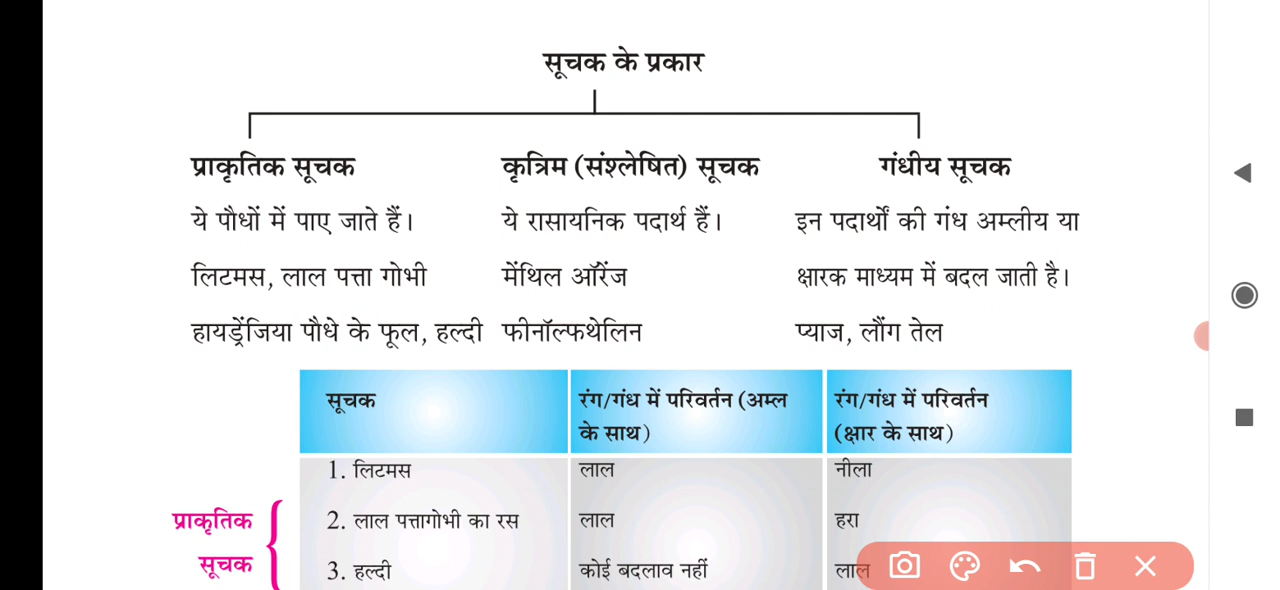 सूचक के प्रकार
प्राकृतिक सूचक
ये पौधों में पाए जाते हैं।
लिटमस, लाल पत्ता गोभी
हायड्रेंजिया पौधे के फूल, हल्दी
कृत्रिम (संश्लेषित) सूचक
ये रासायनिक पदार्थ हैं।
मेंथिल ऑरेंज
फीनॉल्फथेलिन
गंधीय सूचक
इन पदार्थों की गंध अम्लीय या
क्षारक माध्यम में बदल जाती है।
प्याज, लौंग तेल
सूचक
रंग/गंध में परिवर्तन (अम्ल
के साथ)
रंग/गंध में परिवर्तन
(क्षार के साथ)
1. लिटमस
लाल
नीला
प्राकृतिक
सूचक
2. लाल पत्तागोभी का रस
लाल
हरा
3. हल्दी
कोई बदलाव नहीं
लाल